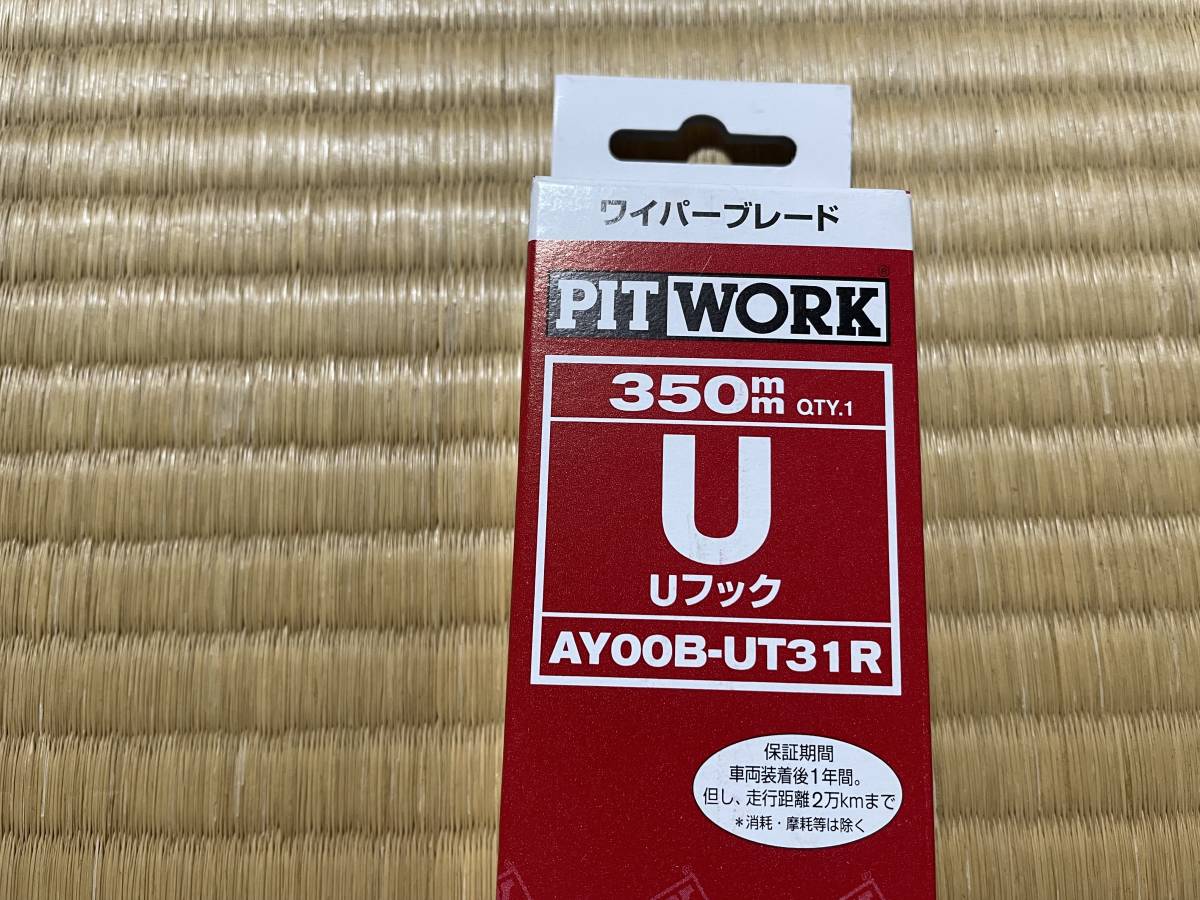 ワイパーブレード
PIT WORK®
350mm QTY.1
U
Uフック
AY00B-UT31R
保証期間
車両装着後1年間。
但し、走行距離2万kmまで
*消耗・摩耗等は除く